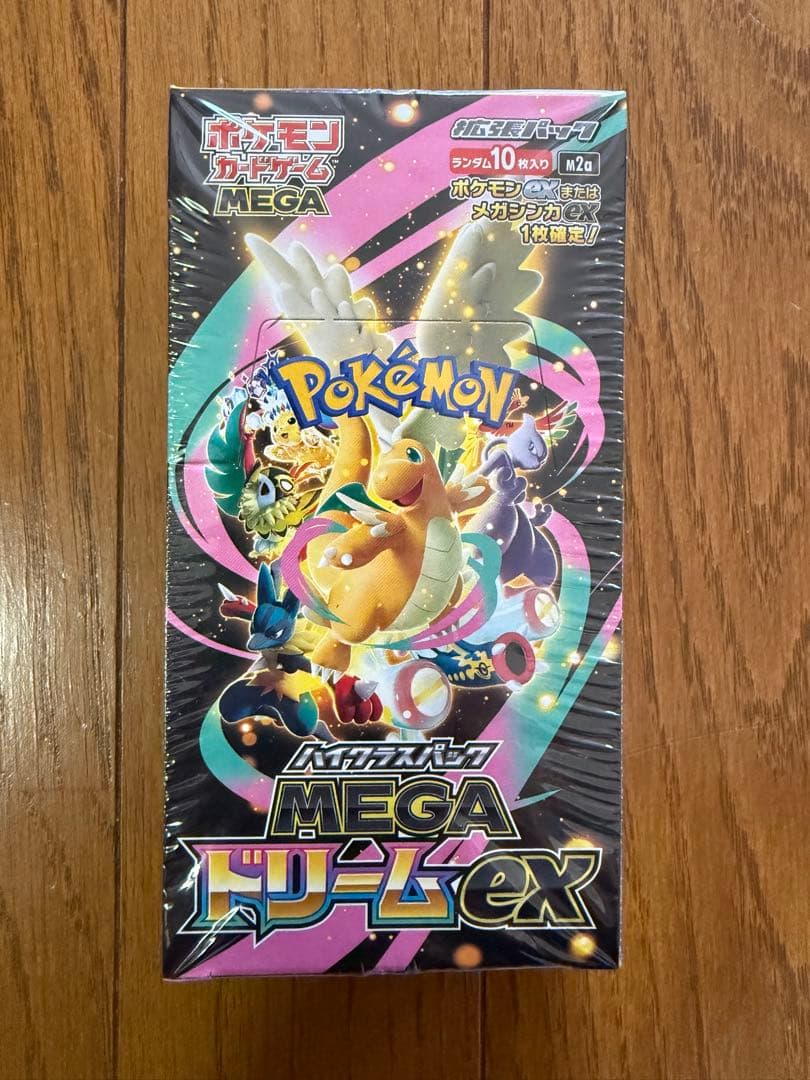 ポケモン
カードゲーム™
MEGA
拡張パック
ランダム10枚入り M2a
ポケモンexまたは
メガシンカex
1枚確定!
POKéMON
TM
ハイクラスパック
MEGA
ドリームex